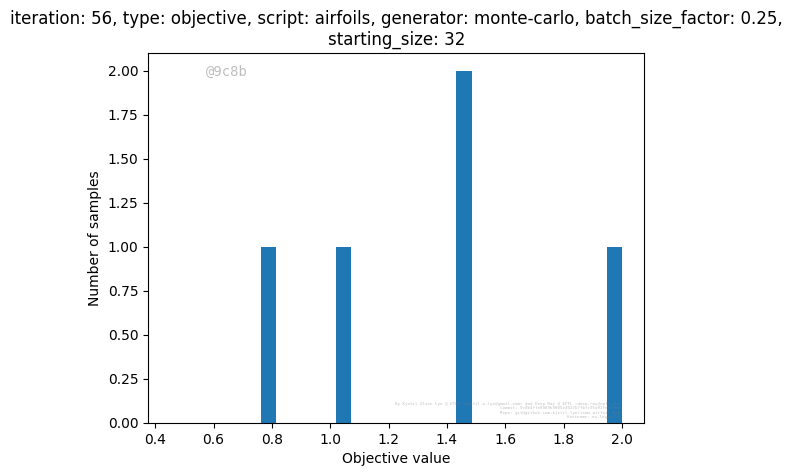 iteration: 56, type: objective, script: airfoils, generator: monte-carlo, batch_size_factor: 0.25,
starting_size: 32
@9c8b
2.00
1.75
1.50
1.25
1.00
0.75
0.50
0.25
0.00
Number of samples
0.4 0.6 0.8 1.0 1.2 1.4 1.6 1.8 2.0
Objective value